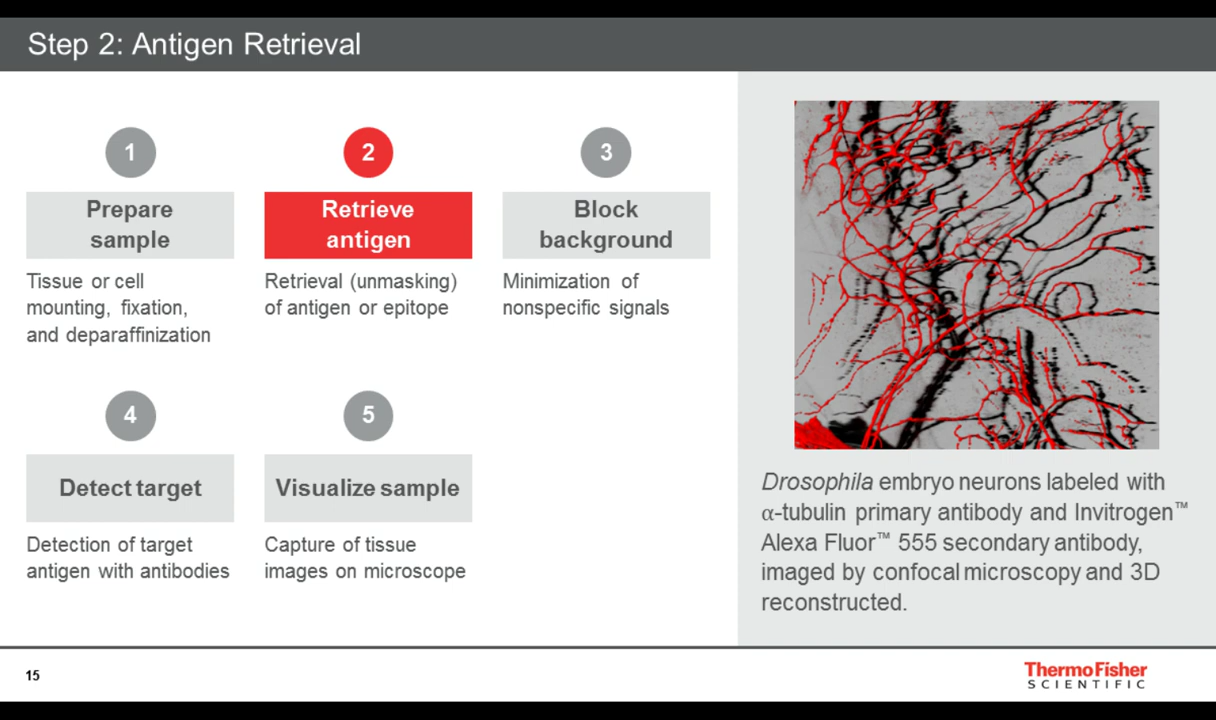 Step 2: Antigen Retrieval
1
Prepare
sample
Tissue or cell
mounting, fixation,
and deparaffinization
2
Retrieve
antigen
Retrieval (unmasking)
of antigen or epitope
3
Block
background
Minimization of
nonspecific signals
4
Detect target
Detection of target
antigen with antibodies
5
Visualize sample
Capture of tissue
images on microscope
Drosophila embryo neurons labeled with
α-tubulin primary antibody and Invitrogen™
Alexa Fluor™ 555 secondary antibody,
imaged by confocal microscopy and 3D
reconstructed.
15
ThermoFisher
SCIENTIFIC